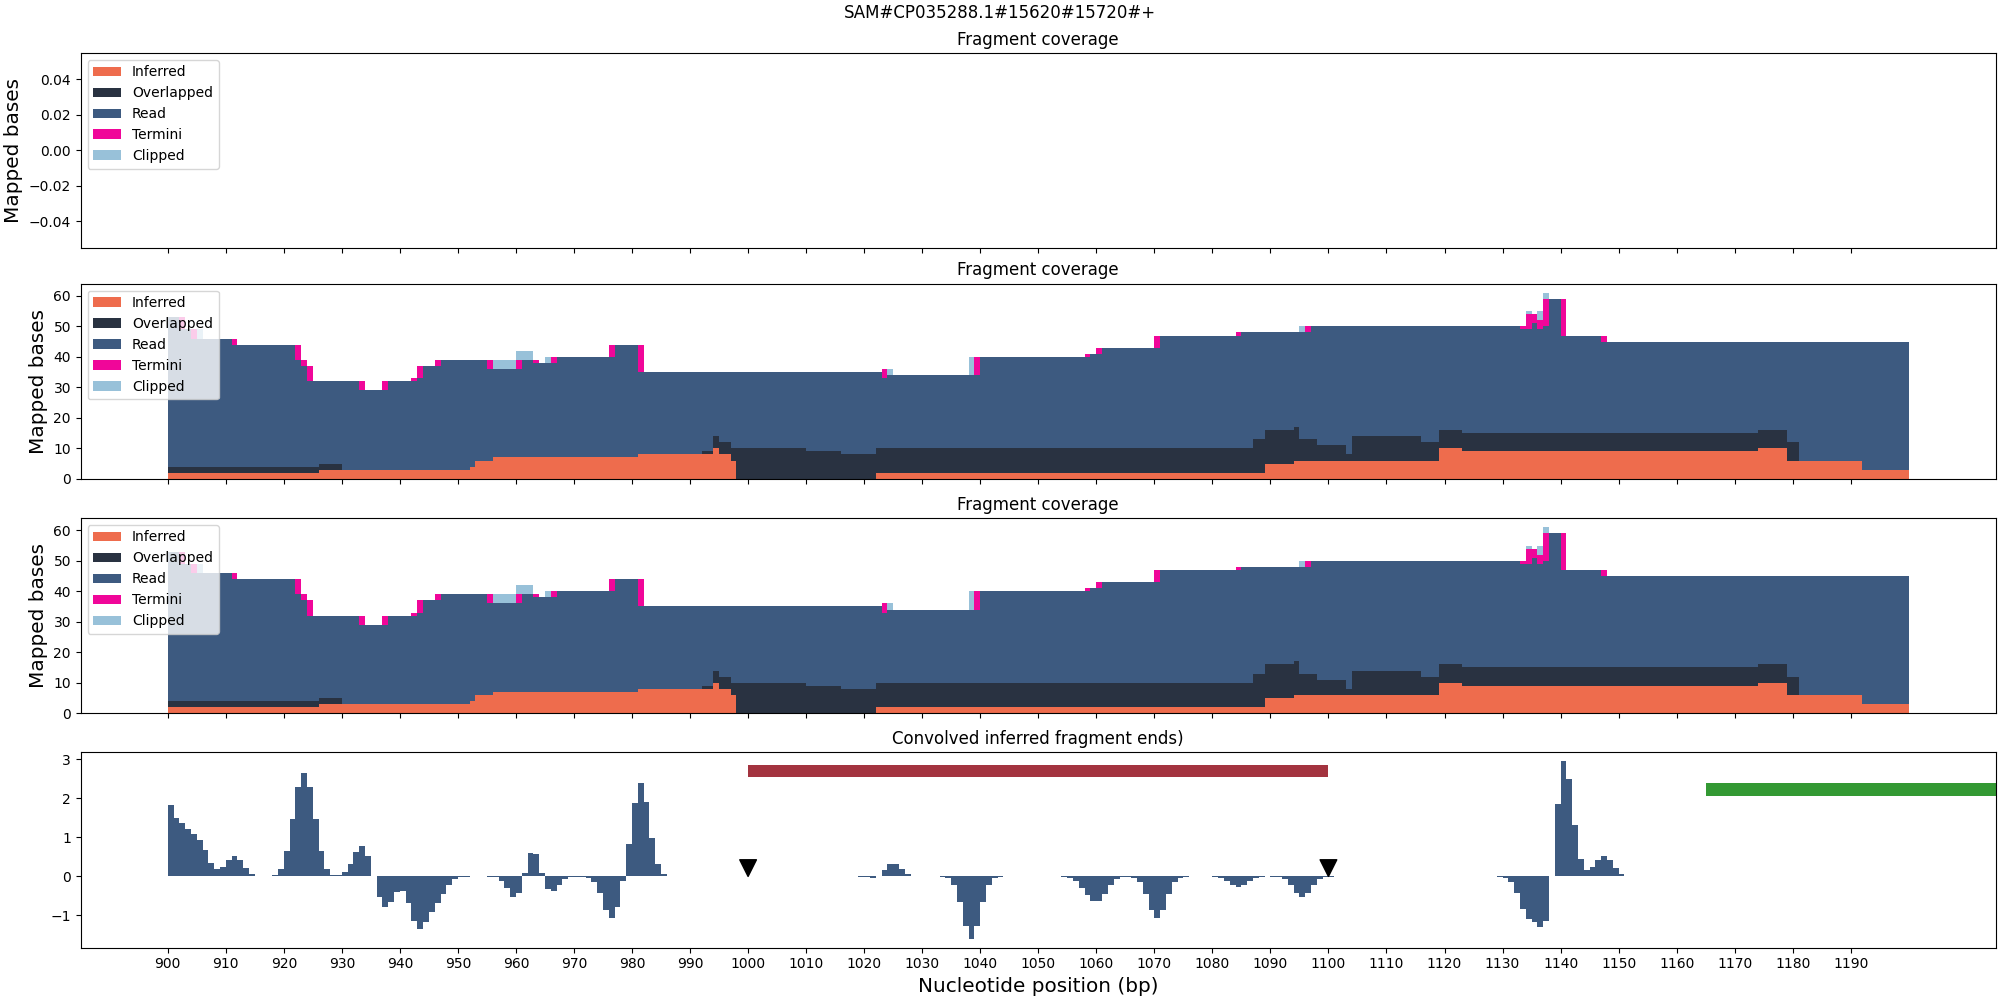 SAM#CP035288.1#15620#15720#+
Fragment coverage
Mapped bases
0.04
0.02
0.00
−0.02
−0.04
Inferred
Overlapped
Read
Termini
Clipped
Fragment coverage
Mapped bases
60
50
40
30
20
10
0
Inferred
Overlapped
Read
Termini
Clipped
Fragment coverage
Mapped bases
60
50
40
30
20
10
0
Inferred
Overlapped
Read
Termini
Clipped
Convolved inferred fragment ends)
3
2
1
0
−1
900 910 920 930 940 950 960 970 980 990 1000 1010 1020 1030 1040 1050 1060 1070 1080 1090 1100 1110 1120 1130 1140 1150 1160 1170 1180 1190
Nucleotide position (bp)